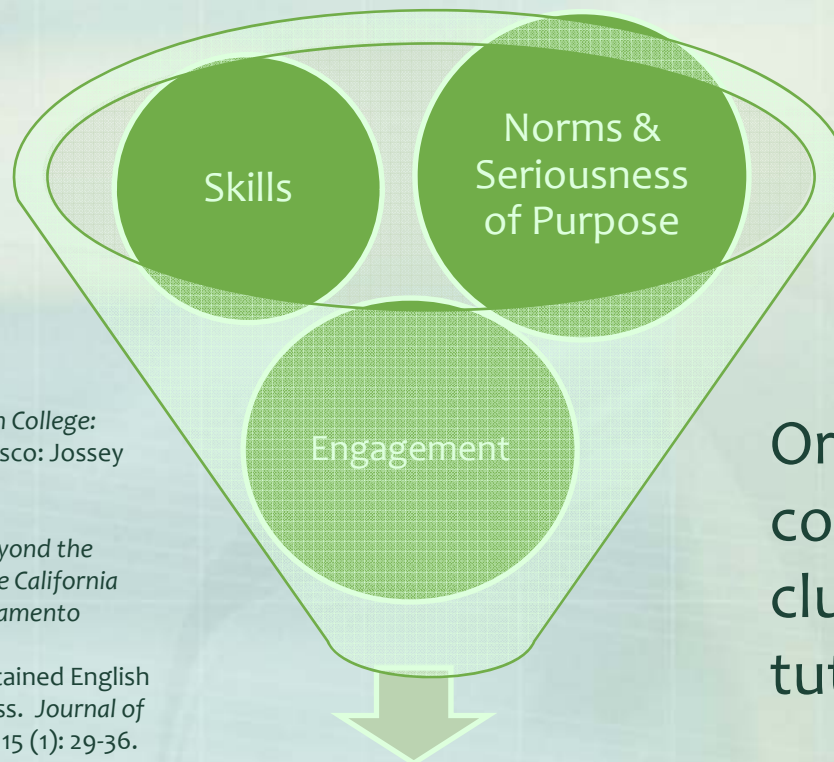 Skills
Norms &
Seriousness
of Purpose
Engagement
n College:
sco: Jossey
yond the
e California
amento
tained English
ss. Journal of
15 (1): 29-36.
Or
co
clu
tut